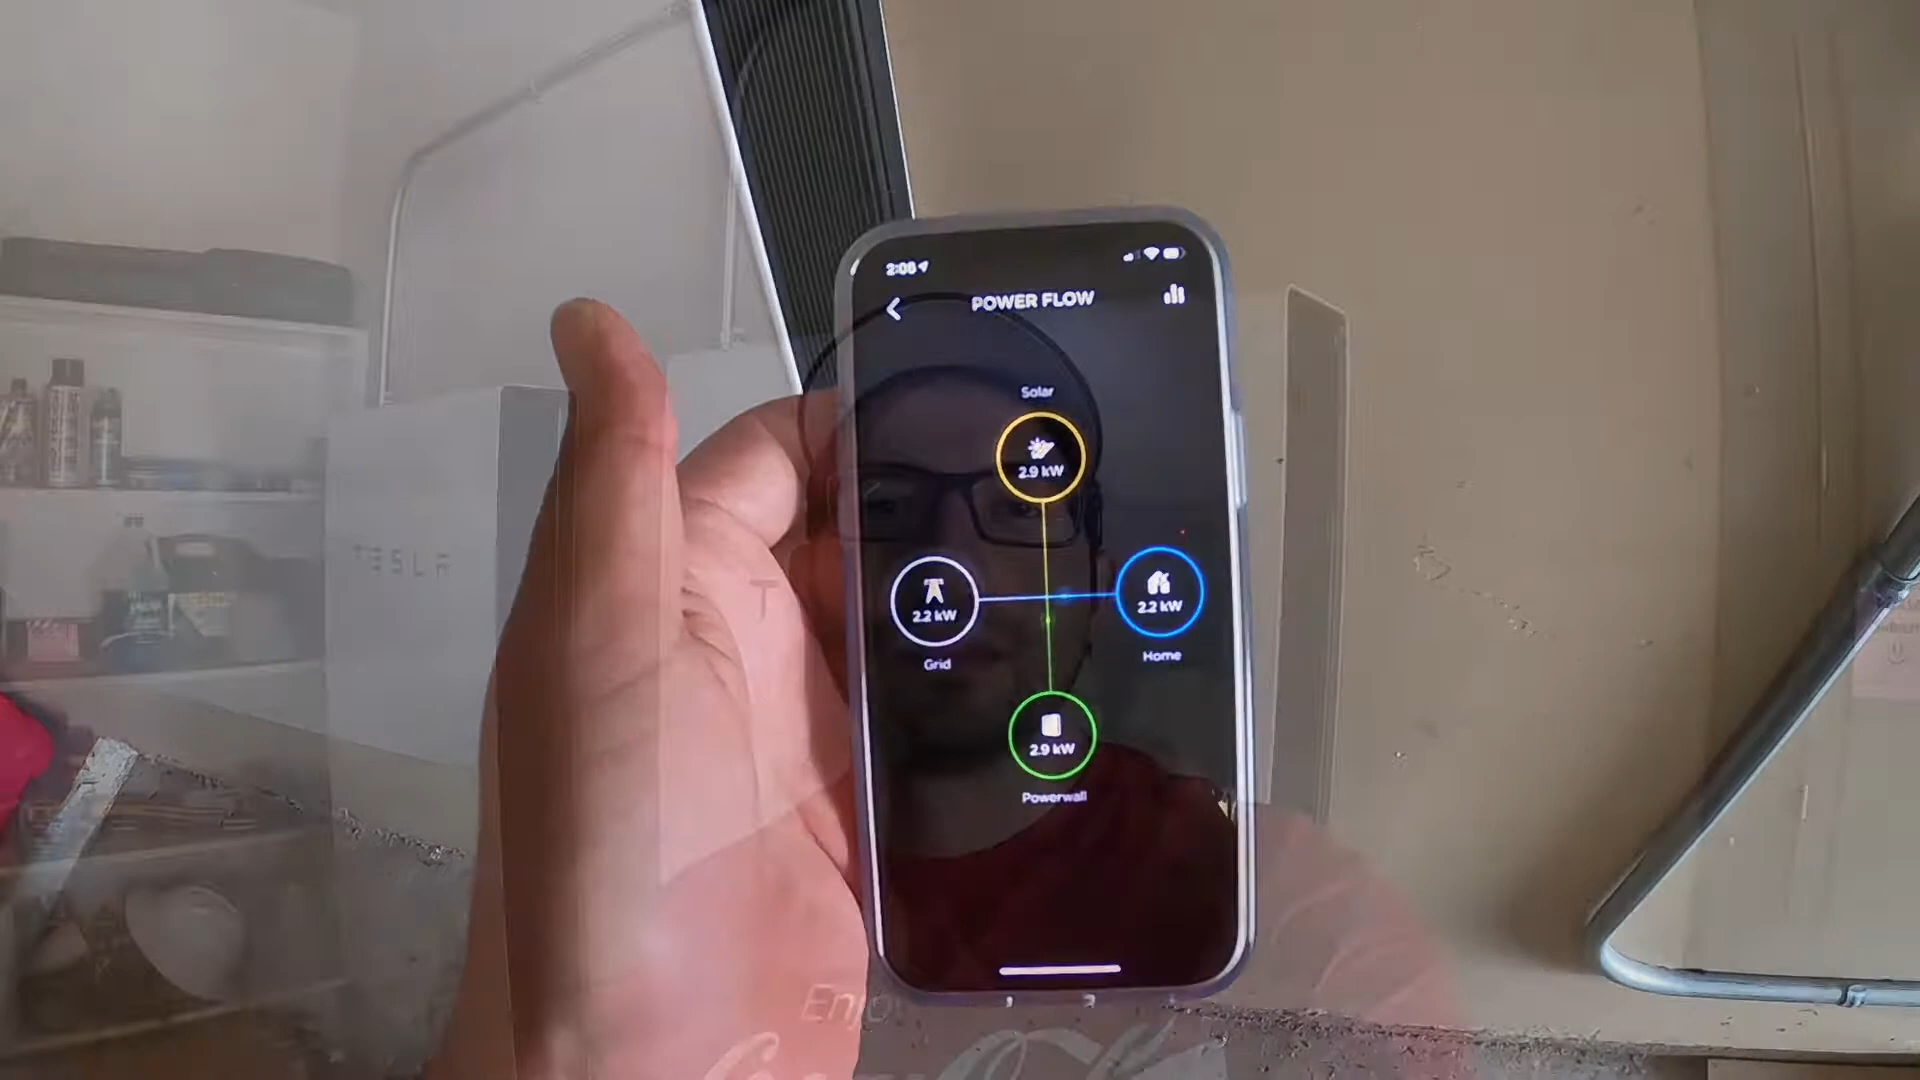 2:08
POWER FLOW
Solar
2.9 kW
2.2 kW
2.2 kW
Grid
Home
2.9 kW
Powerwall
TESLA
T
Enjoy